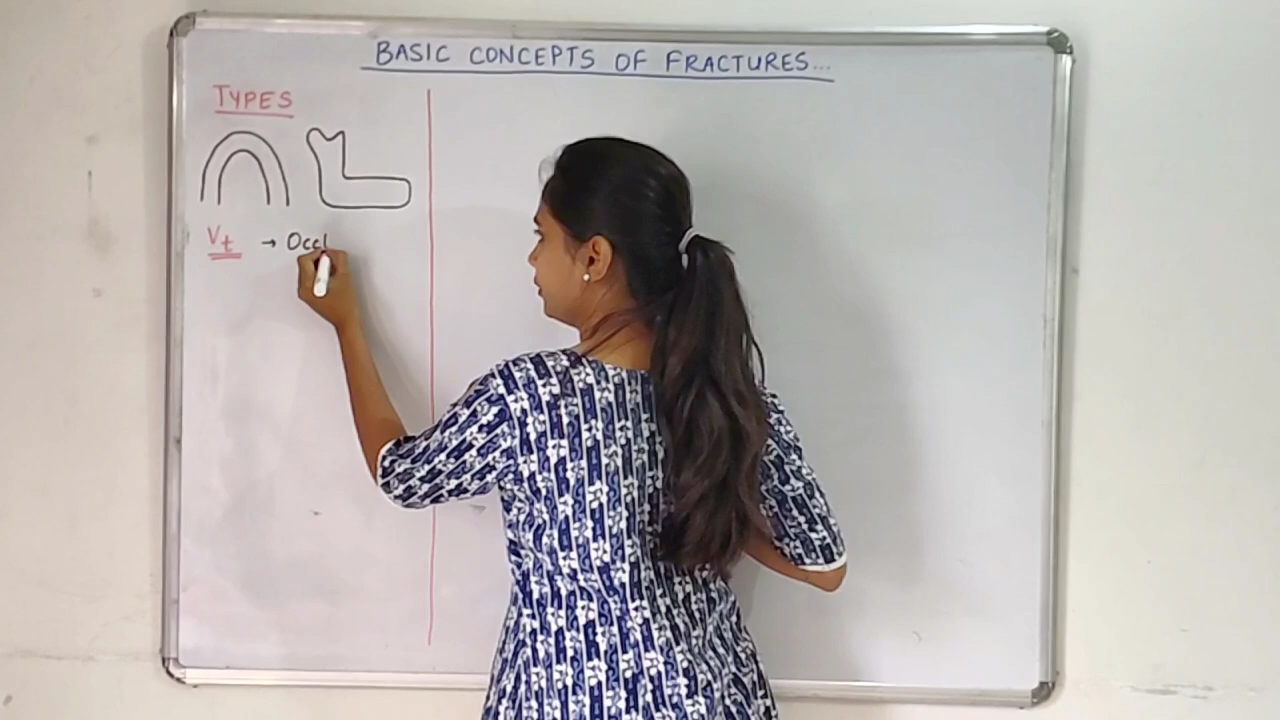 BASIC CONCEPTS OF FRACTURES...
TYPES
Vt → Occl